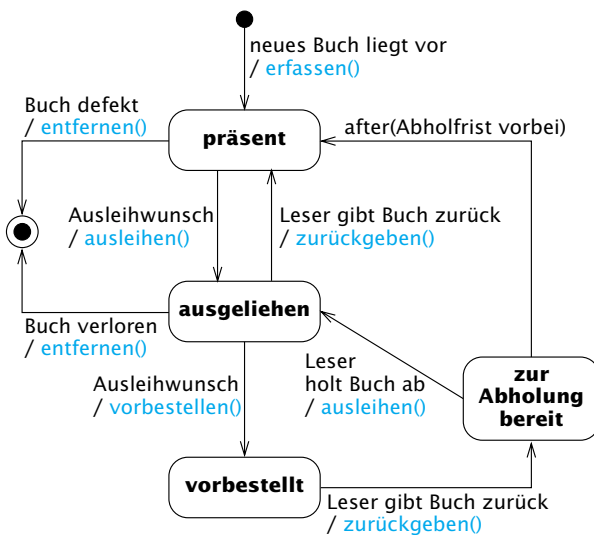 neues Buch liegt vor
/ erfassen()
Buch defekt
/ entfernen()
präsent
after(Abholfrist vorbei)
Ausleihwunsch
/ ausleihen()
Leser gibt Buch zurück
/ zurückgeben()
ausgeliehen
Buch verloren
/ entfernen()
Leser
holt Buch ab
/ ausleihen()
zur
Abholung
bereit
Ausleihwunsch
/ vorbestellen()
vorbestellt
Leser gibt Buch zurück
/ zurückgeben()